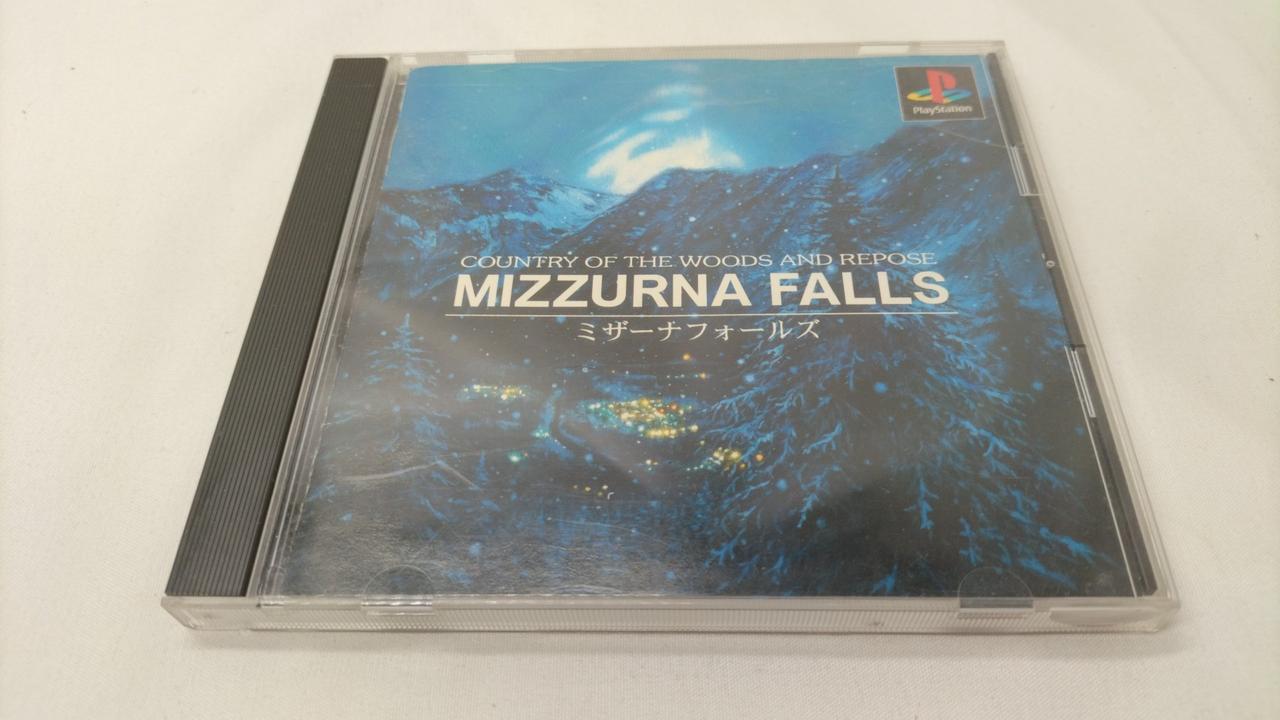 PlayStation
COUNTRY OF THE WOODS AND REPOSE
MIZZURNA FALLS
ミザーナフォールズ